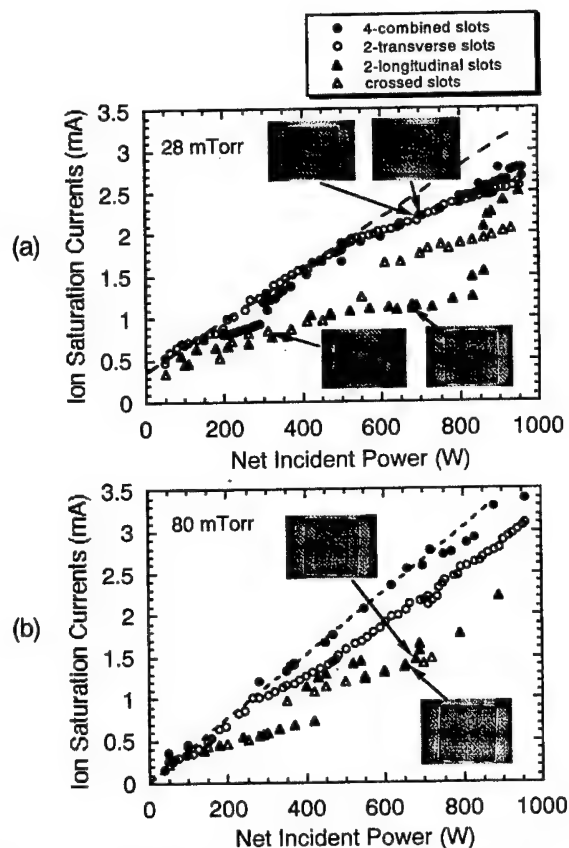 4-combined slots
2-transverse slots
2-longitudinal slots
crossed slots
(a)
Ion Saturation Currents (mA)
3.5
3
2.5
2
1.5
1
0.5
0
28 mTorr
0 200 400 600 800 1000
Net Incident Power (W)
(b)
Ion Saturation Currents (mA)
3.5
3
2.5
2
1.5
1
0.5
0
80 mTorr
200 400 600 800 1000
Net Incident Power (W)